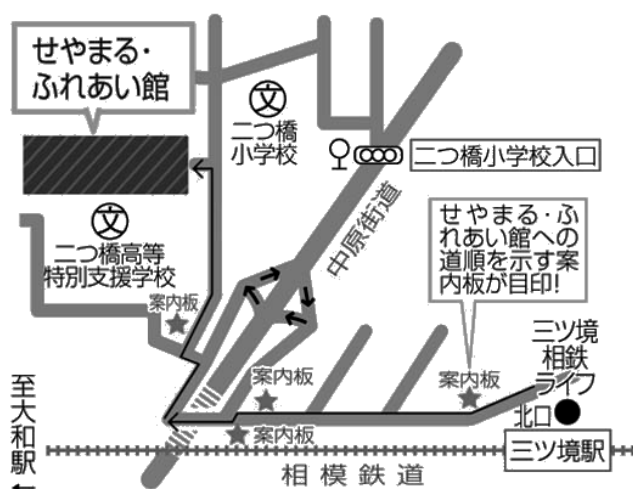 せやまる・
ふれあい館
文
二つ橋
小学校
二つ橋小学校入口
中原街道
文
二つ橋高等
特別支援学校
せやまる・ふ
れあい館への
道順を示す案
内板が目印!
案内板
三ツ境
相鉄
ライフ
案内板
案内板
北口
案内板
三ツ境駅
至大和駅
相模鉄道